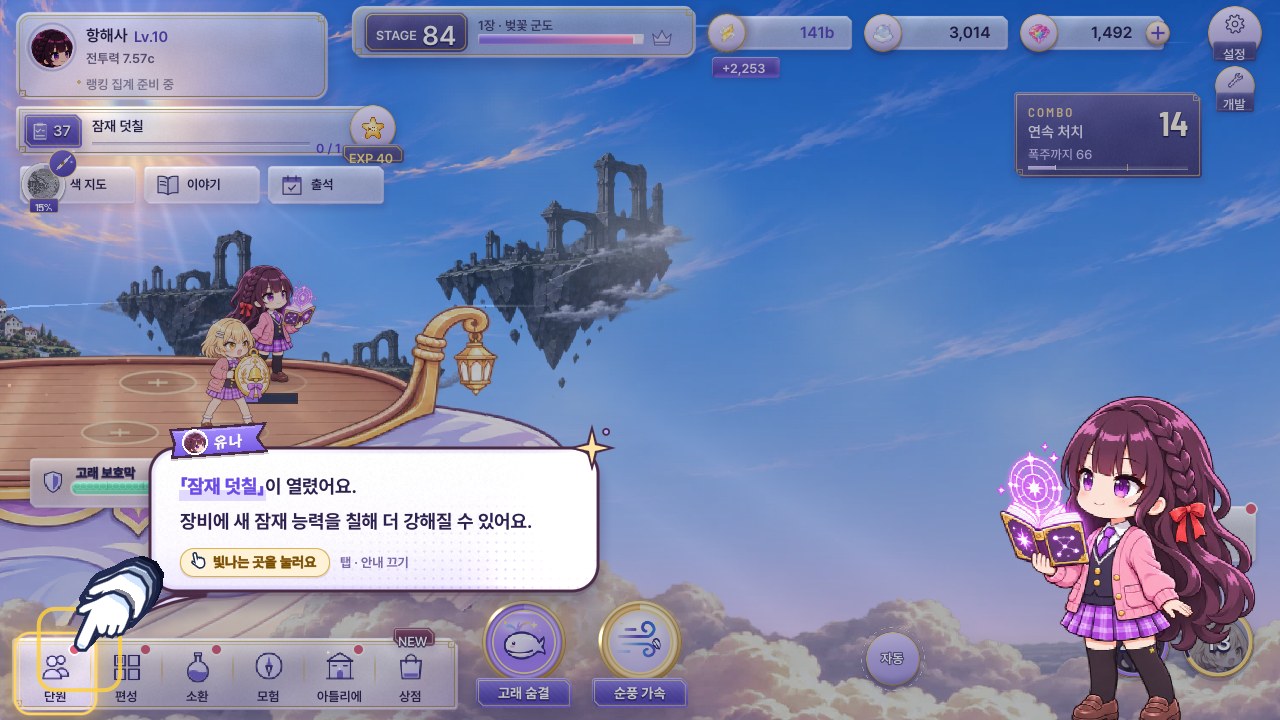 항해사 Lv.10
전투력 7.57c
랭킹 집계 준비 중
STAGE 84
1장 · 벚꽃 군도
141b
+2,253
3,014
1,492
설정
개발
37
잠재 덧칠
0 / 1
EXP 40
색 지도
15%
이야기
출석
COMBO
연속 처치
14
폭주까지 66
고래 보호막
유나
「잠재 덧칠」이 열렸어요.
장비에 새 잠재 능력을 칠해 더 강해질 수 있어요.
빛나는 곳을 눌러요
탭 · 안내 끄기
단원
편성
소환
모험
아틀리에
NEW
상점
고래 숨결
순풍 가속
자동